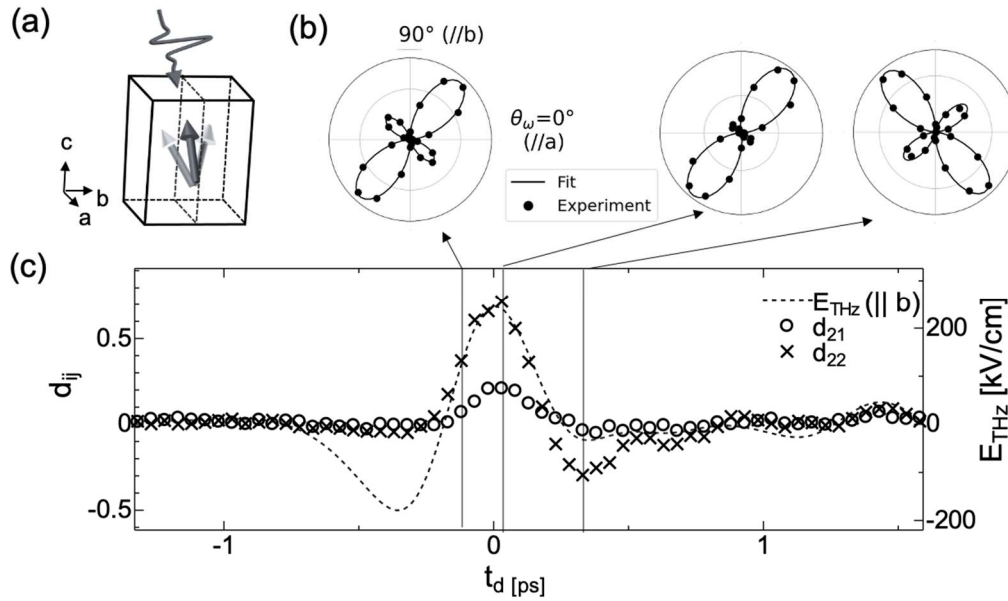 (a)
c
b
a
(b)
90° (//b)
θω=0°
(//a)
Fit
Experiment
(c)
dij
0.5
0
-0.5
ETHz (|| b)
d21
d22
200
0
-200
ETHz [kV/cm]
-1
0
1
td [ps]